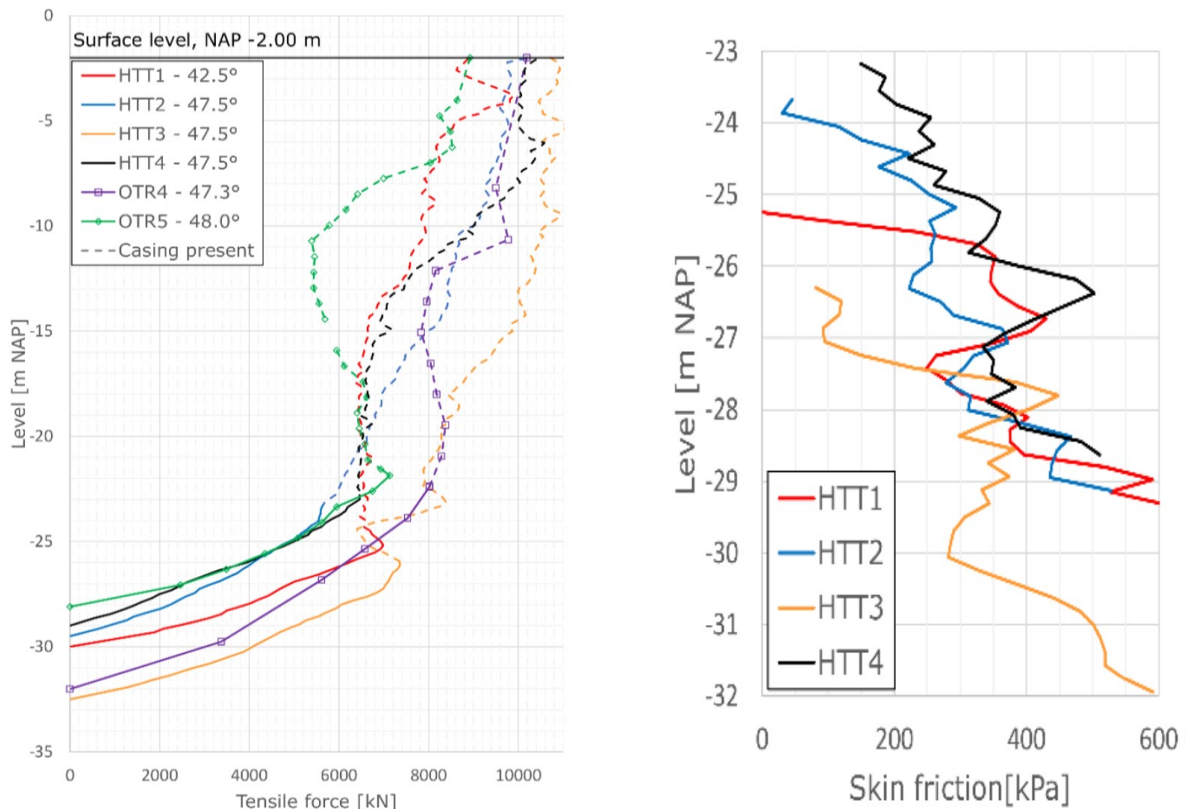 0
Surface level, NAP -2.00 m
HTT1 - 42.5°
HTT2 - 47.5°
HTT3 - 47.5°
HTT4 - 47.5°
OTR4 - 47.3°
OTR5 - 48.0°
Casing present
-5
-10
-15
-20
-25
-30
-35
Level [m NAP]
0
2000
4000
6000
8000
10000
Tensile force [kN]
-23
-24
-25
-26
-27
-28
-29
-30
-31
-32
Level [m NAP]
HTT1
HTT2
HTT3
HTT4
0
200
400
600
Skin friction[kPa]